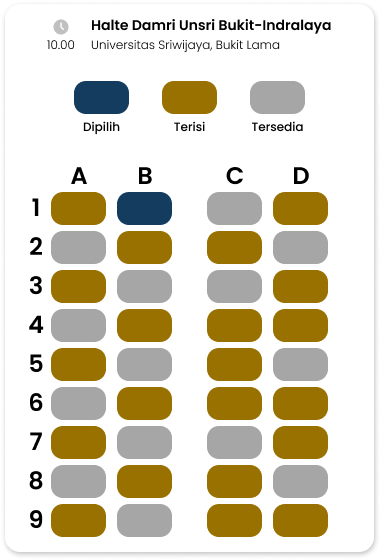 Halte Damri Unsri Bukit-Indralaya
10.00 Universitas Sriwijaya, Bukit Lama
Dipilih Terisi Tersedia
A B C D
1
2
3
4
5
6
7
8
9